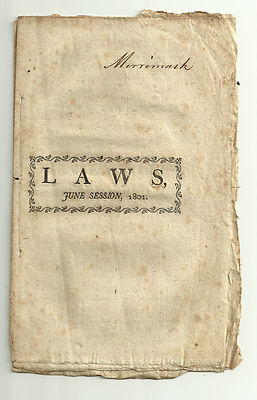 Merrimack
LAWS,
JUNE SESSION, 1801.